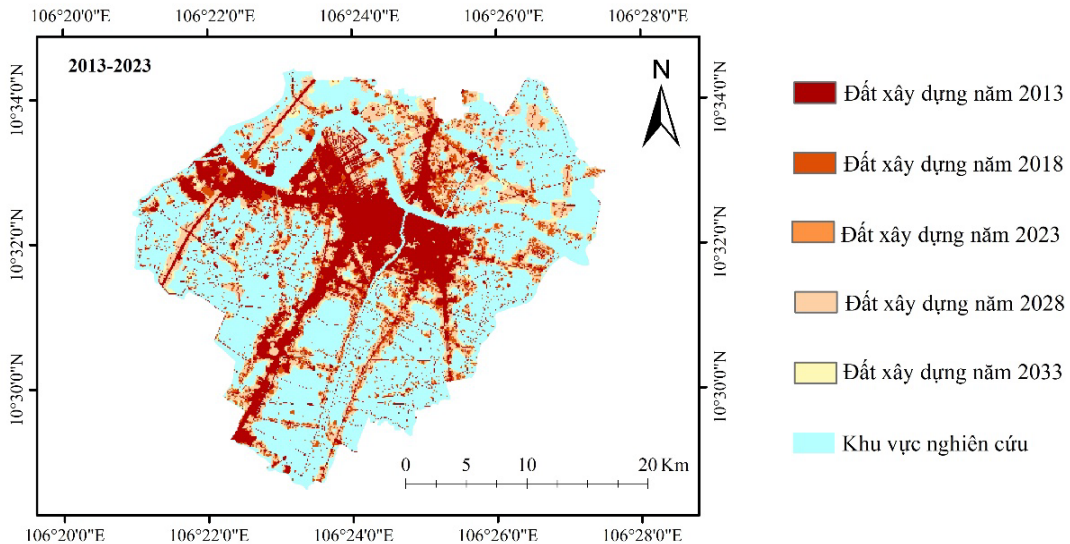 106°20'0"E 106°22'0"E 106°24'0"E 106°26'0"E 106°28'0"E
2013-2023
N
10°34'0"N
10°34'0"N
10°32'0"N
10°32'0"N
10°30'0"N
10°30'0"N
0 5 10 20 Km
106°20'0"E 106°22'0"E 106°24'0"E 106°26'0"E 106°28'0"E
Đất xây dựng năm 2013
Đất xây dựng năm 2018
Đất xây dựng năm 2023
Đất xây dựng năm 2028
Đất xây dựng năm 2033
Khu vực nghiên cứu